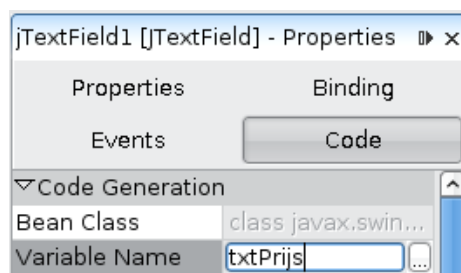 jTextField1 [JTextField] - Properties
Properties Binding
Events Code
Code Generation
Bean Class class javax.swin...
Variable Name txtPrijs ...